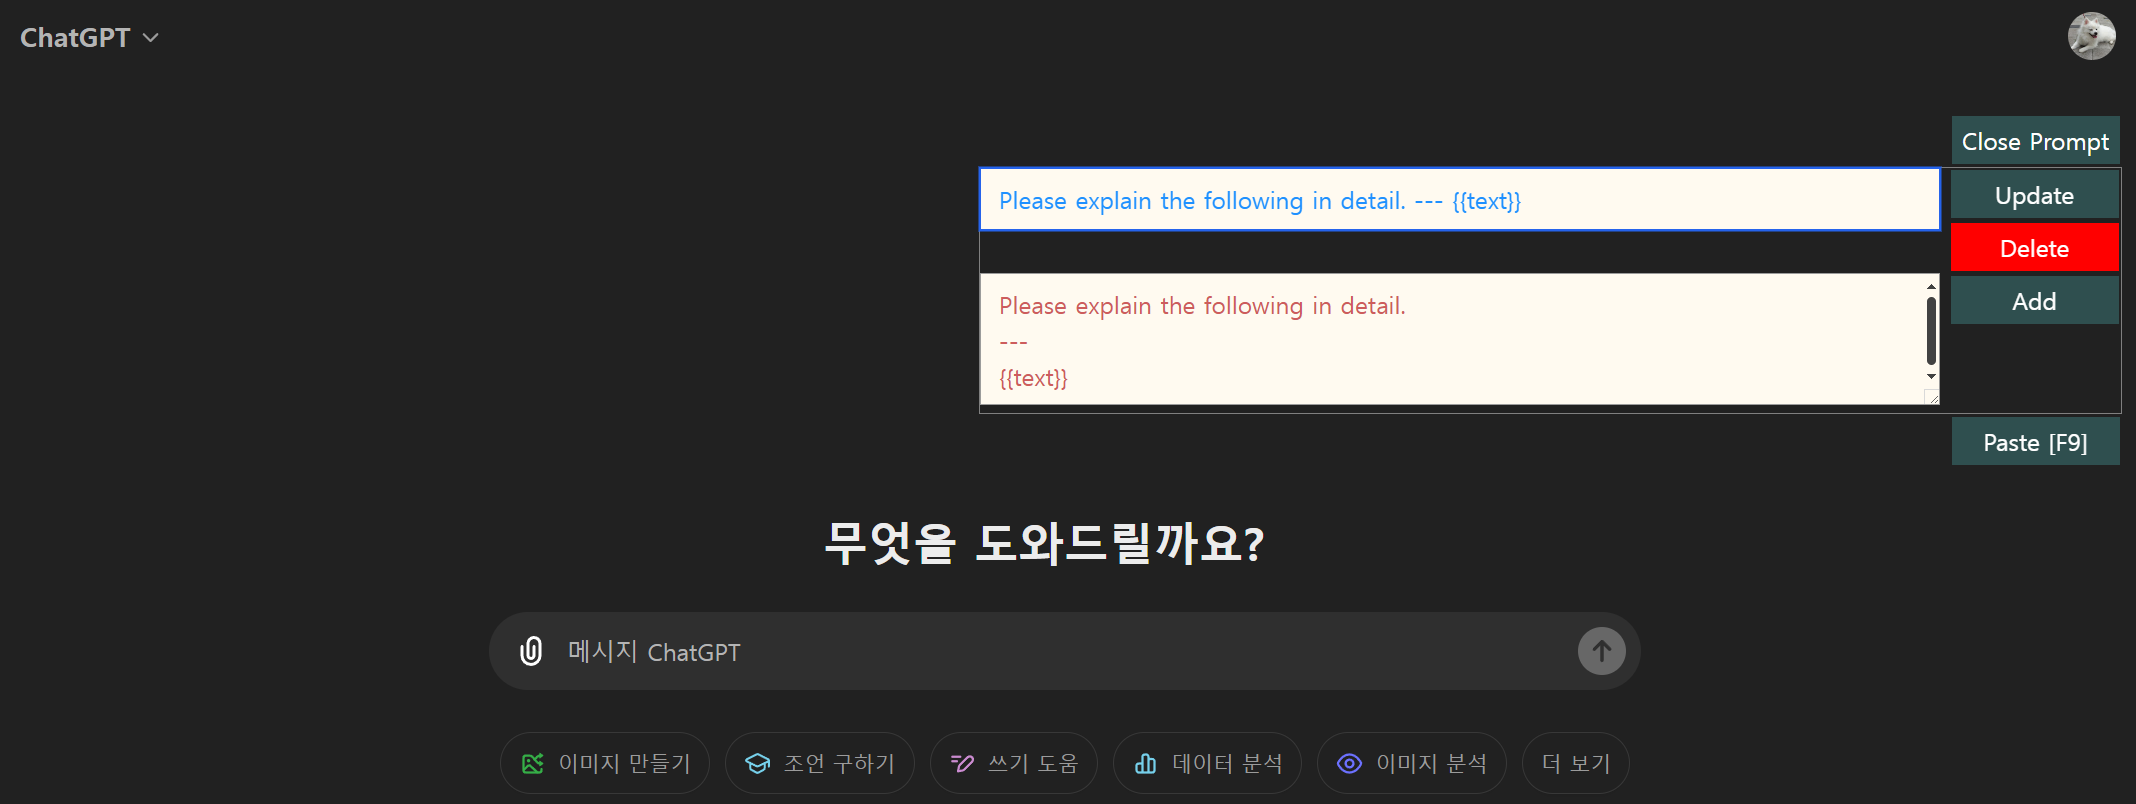 ChatGPT
Close Prompt
Please explain the following in detail. --- {{text}}
Update
Delete
Please explain the following in detail.
---
{{text}}
Add
Paste [F9]
무엇을 도와드릴까요?
메시지 ChatGPT
이미지 만들기
조언 구하기
쓰기 도움
데이터 분석
이미지 분석
더 보기